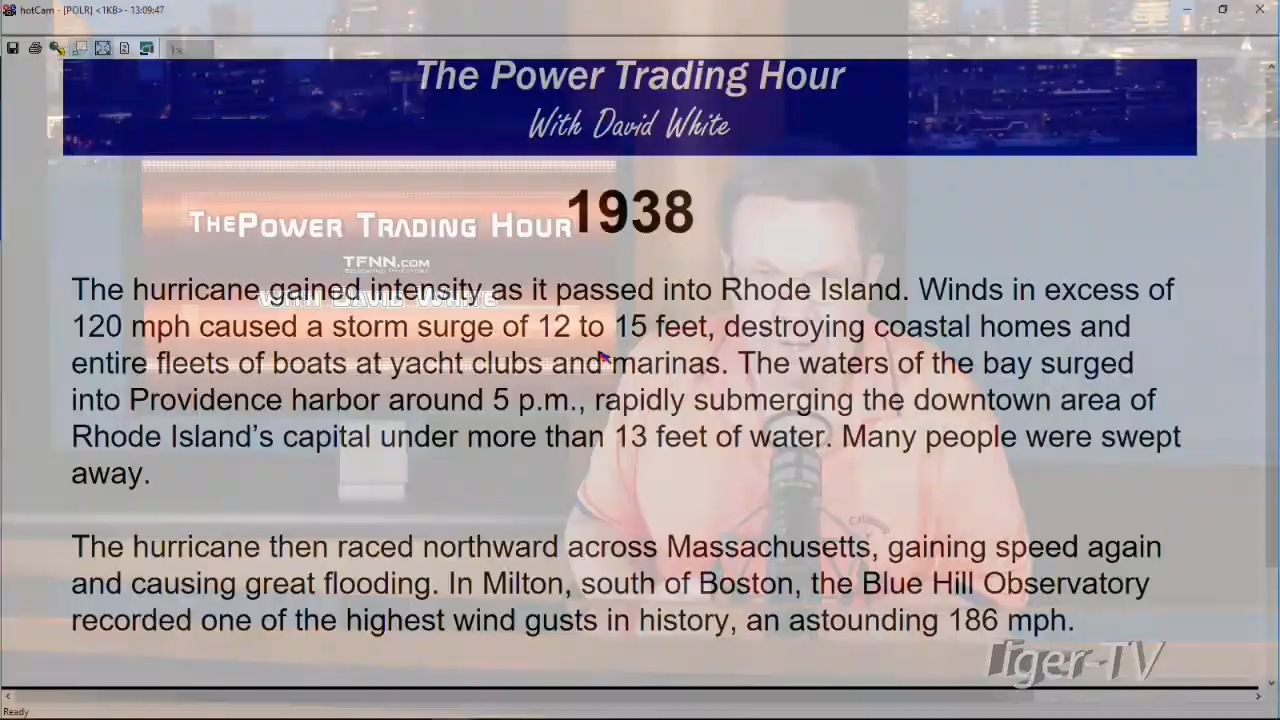 hotCam - [POLR] <1KB> - 13:09:47
1x
The Power Trading Hour
With David White
1938
THE POWER TRADING HOUR
TFNN.COM
EDUCATING INVESTORS
WITH DAVID WHITE
The hurricane gained intensity as it passed into Rhode Island. Winds in excess of
120 mph caused a storm surge of 12 to 15 feet, destroying coastal homes and
entire fleets of boats at yacht clubs and marinas. The waters of the bay surged
into Providence harbor around 5 p.m., rapidly submerging the downtown area of
Rhode Island’s capital under more than 13 feet of water. Many people were swept
away.
The hurricane then raced northward across Massachusetts, gaining speed again
and causing great flooding. In Milton, south of Boston, the Blue Hill Observatory
recorded one of the highest wind gusts in history, an astounding 186 mph.
Tiger-TV
Ready